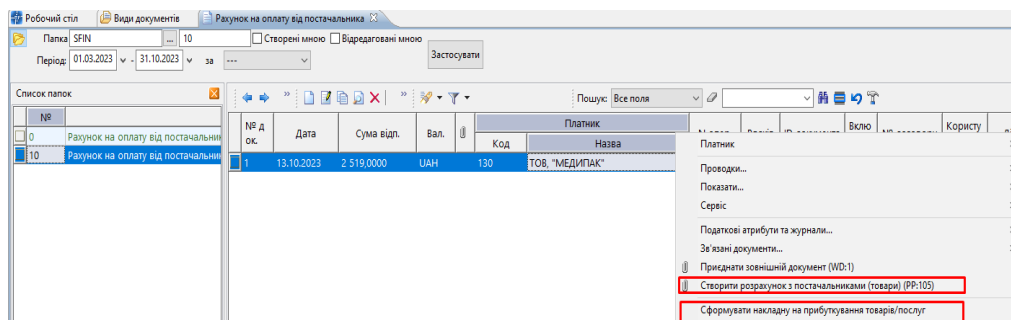 Робочий стіл Види документів Рахунок на оплату від постачальника
Папка SFIN ... 10 Створені мною Відредаговані мною
Період: 01.03.2023 - 31.10.2023 за --- Застосувати
Список папок
№
0 Рахунок на оплату від постачальник
10 Рахунок на оплату від постачальник
Пошук: Все поля
№ д ок. Дата Сума відп. Вал. Платник
Код Назва
Вклю Користу
1 13.10.2023 2 519,0000 UAH 130 ТОВ, "МЕДИПАК"
Платник
Проводки...
Показати...
Сервіс
Податкові атрибути та журнали...
Зв'язані документи...
Приєднати зовнішній документ (WD:1)
Створити розрахунок з постачальниками (товари) (PP:105)
Сформувати накладну на прибуткування товарів/послуг